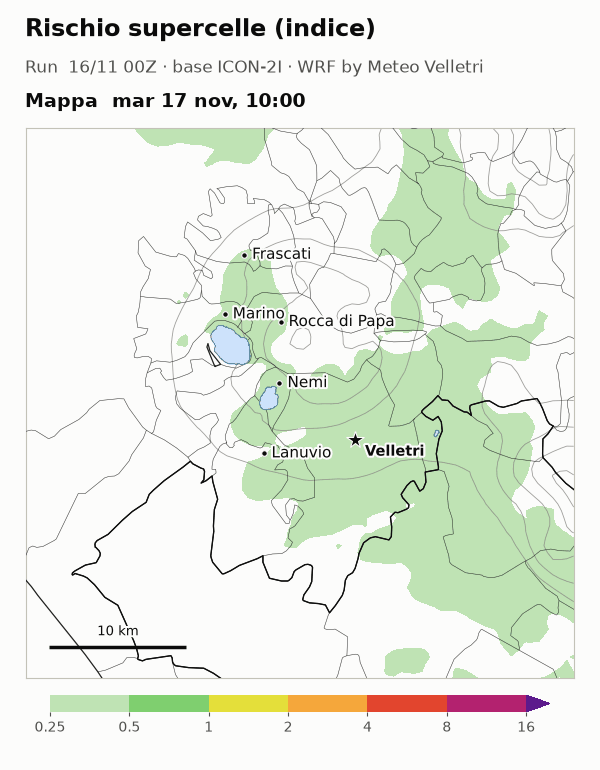 Rischio supercelle (indice)
Run  16/11 00Z · base ICON-2I · WRF by Meteo Velletri
Mappa  mar 17 nov, 10:00
Frascati
Marino
Rocca di Papa
Nemi
Velletri
Lanuvio
10 km
0.25 0.5 1 2 4 8 16